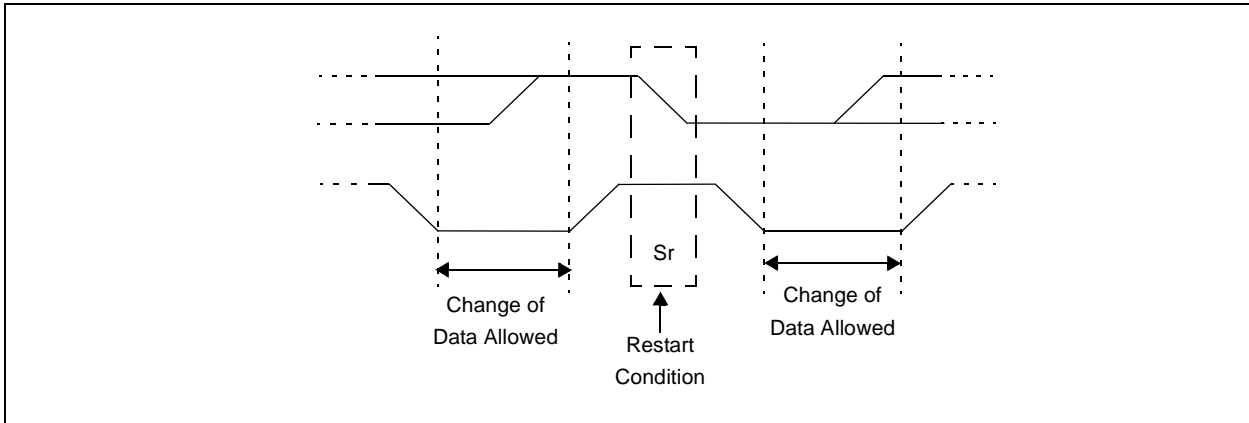 Sr
Change of
Data Allowed
Restart
Condition
Change of
Data Allowed